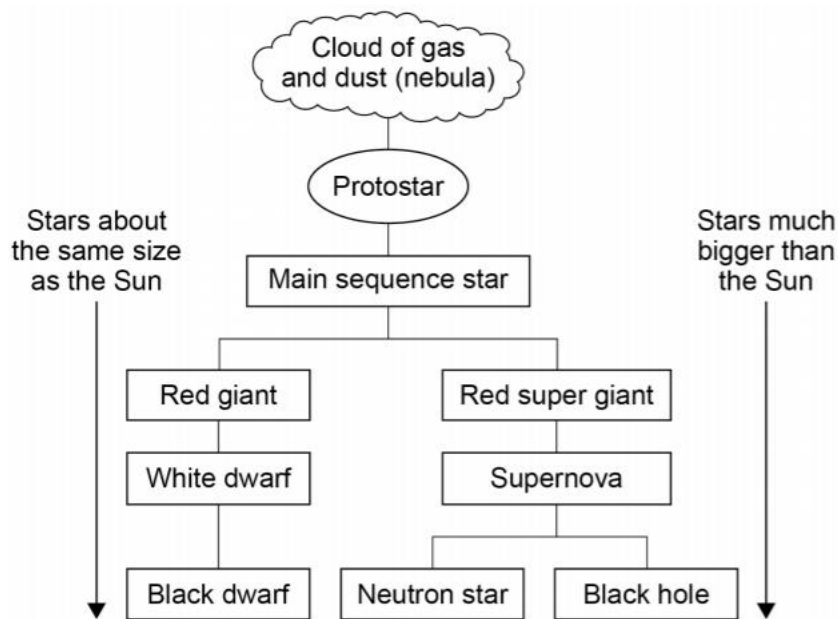 Cloud of gas
and dust (nebula)
Protostar
Stars about
the same size
as the Sun
Stars much
bigger than
the Sun
Main sequence star
Red giant
Red super giant
White dwarf
Supernova
Black dwarf
Neutron star
Black hole